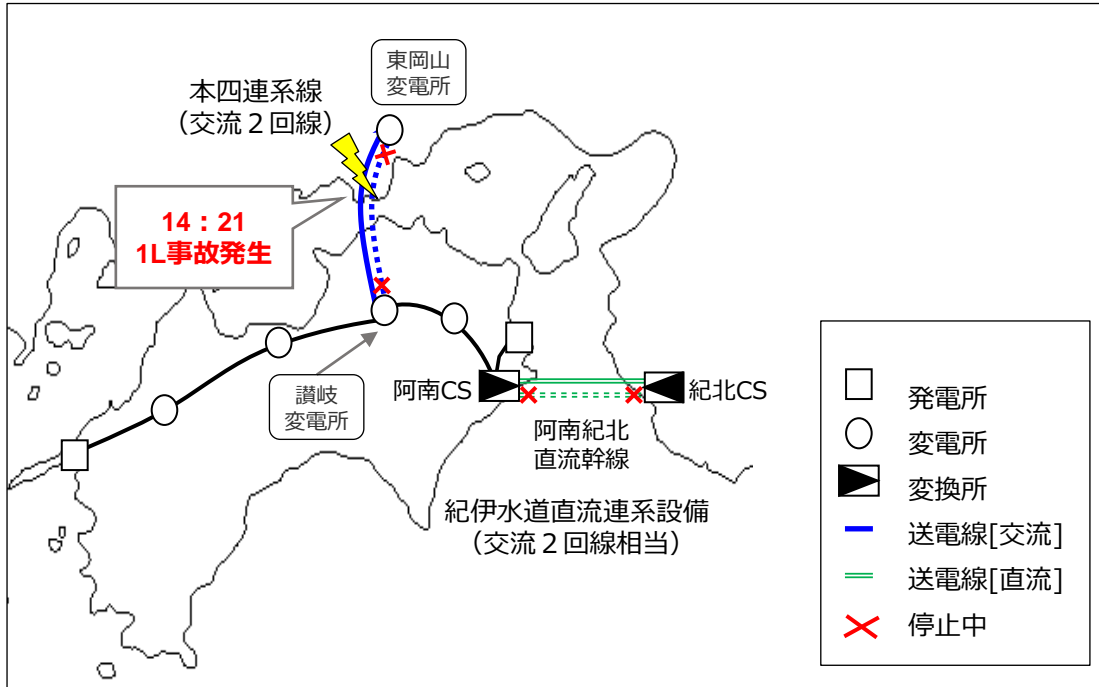 東岡山
変電所
本四連系線
（交流２回線）
14：21
1L事故発生
讃岐
変電所
阿南CS
紀北CS
阿南紀北
直流幹線
紀伊水道直流連系設備
（交流２回線相当）
発電所
変電所
変換所
送電線[交流]
送電線[直流]
停止中